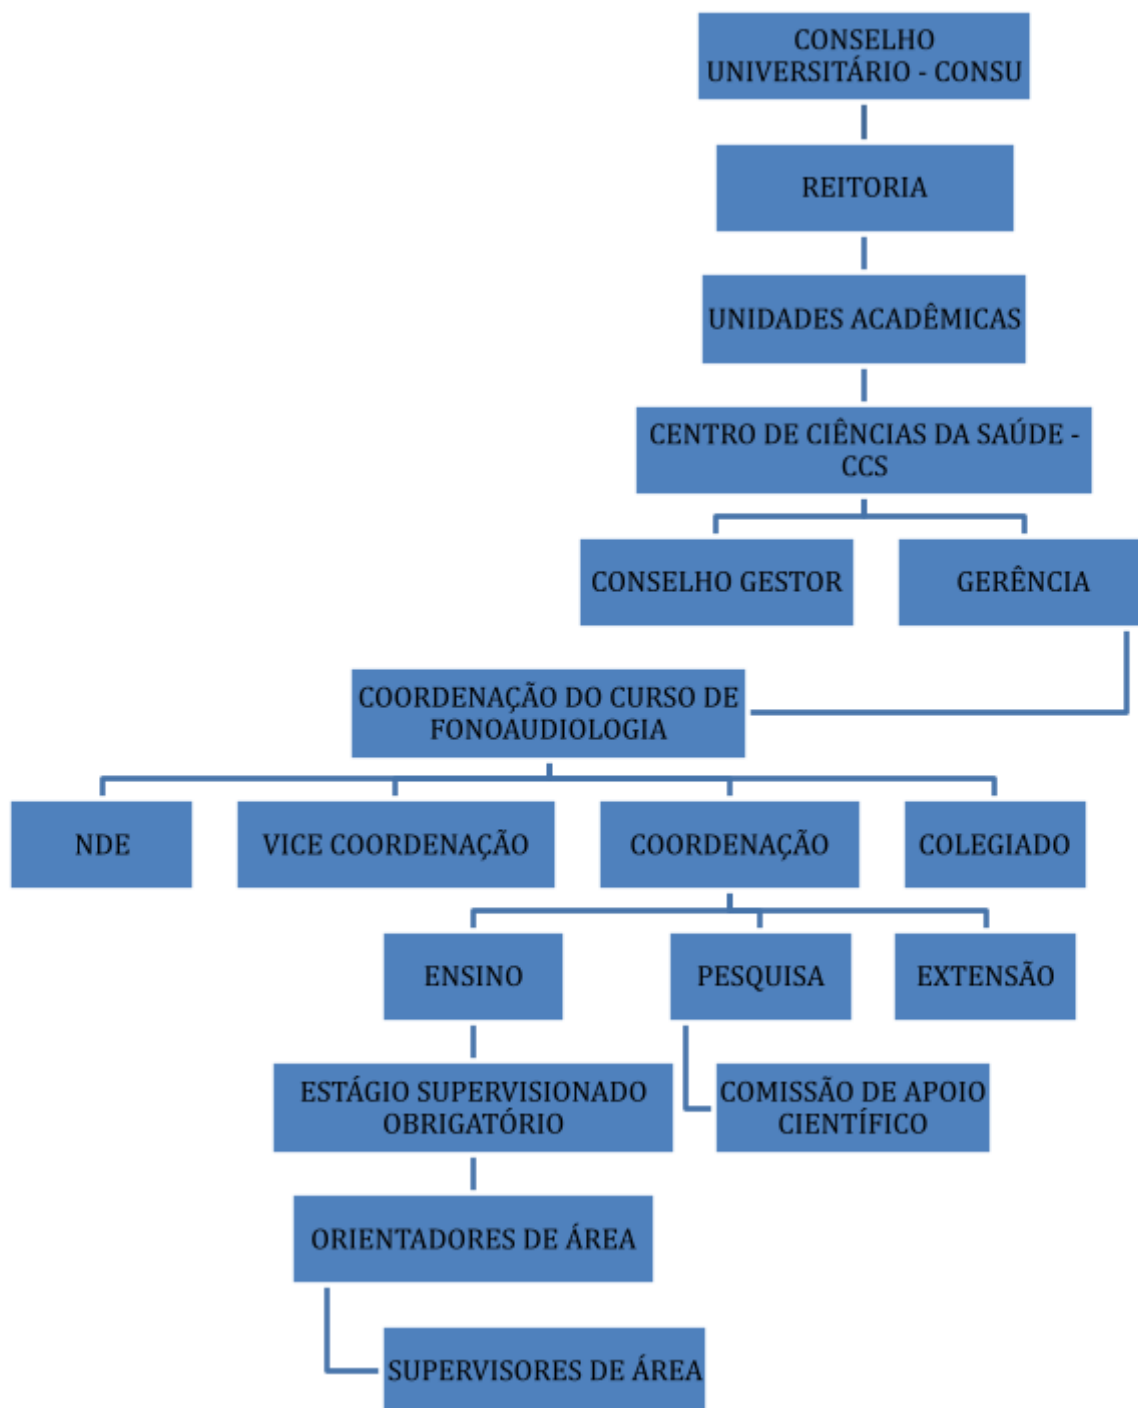 CONSELHO
UNIVERSITÁRIO - CONSU
REITORIA
UNIDADES ACADÊMICAS
CENTRO DE CIÊNCIAS DA SAÚDE -
CCS
CONSELHO GESTOR
GERÊNCIA
COORDENAÇÃO DO CURSO DE
FONOAUDIOLOGIA
NDE
VICE COORDENAÇÃO
COORDENAÇÃO
COLEGIADO
ENSINO
PESQUISA
EXTENSÃO
ESTÁGIO SUPERVISIONADO
OBRIGATÓRIO
COMISSÃO DE APOIO
CIENTÍFICO
ORIENTADORES DE ÁREA
SUPERVISORES DE ÁREA